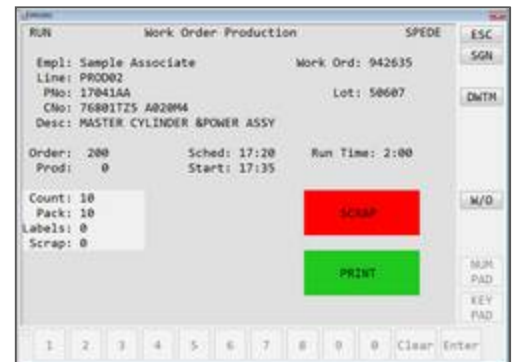 RUN Work Order Production SPEDE ESC
SGN
Empl: Sample Associate Work Ord: 942635
Line: PROD02
PNo: 17041AA Lot: 50607 DWTM
CNo: 76801TZ5 A020M4
Desc: MASTER CYLINDER &POWER ASSY
Order: 200 Sched: 17:20 Run Time: 2:00
Prod: 0 Start: 17:35
Count: 10 W/O
Pack: 10 SCRAP
Labels: 0
Scrap: 0
PRINT NUM PAD
KEY PAD
1 2 3 4 5 6 7 8 9 0 Clear Enter